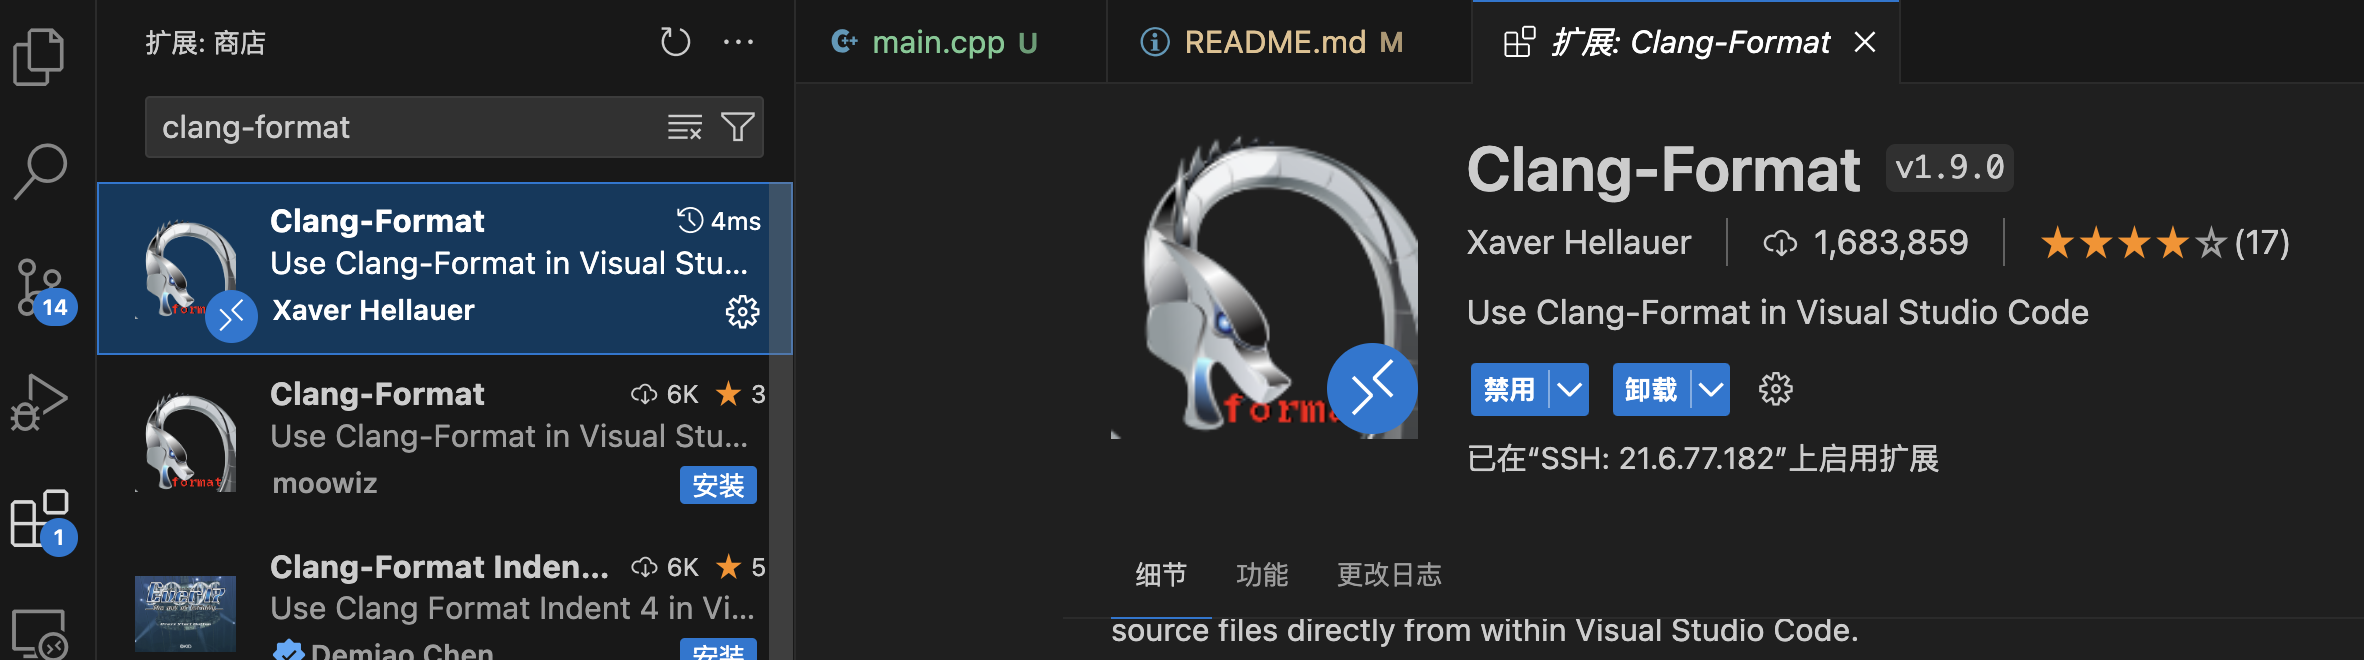 扩展: 商店
clang-format
Clang-Format 4ms
Use Clang-Format in Visual Stu...
Xaver Hellauer
Clang-Format 6K 3
Use Clang-Format in Visual Stu...
moowiz
安装
Clang-Format Inden... 6K 5
Use Clang Format Indent 4 in Vi...
Demiao Chen
安装
14
1
main.cpp U
README.md M
扩展: Clang-Format
format
Clang-Format v1.9.0
Xaver Hellauer 1,683,859 (17)
Use Clang-Format in Visual Studio Code
禁用 卸载
已在“SSH: 21.6.77.182”上启用扩展
细节 功能 更改日志
source files directly from within Visual Studio Code.